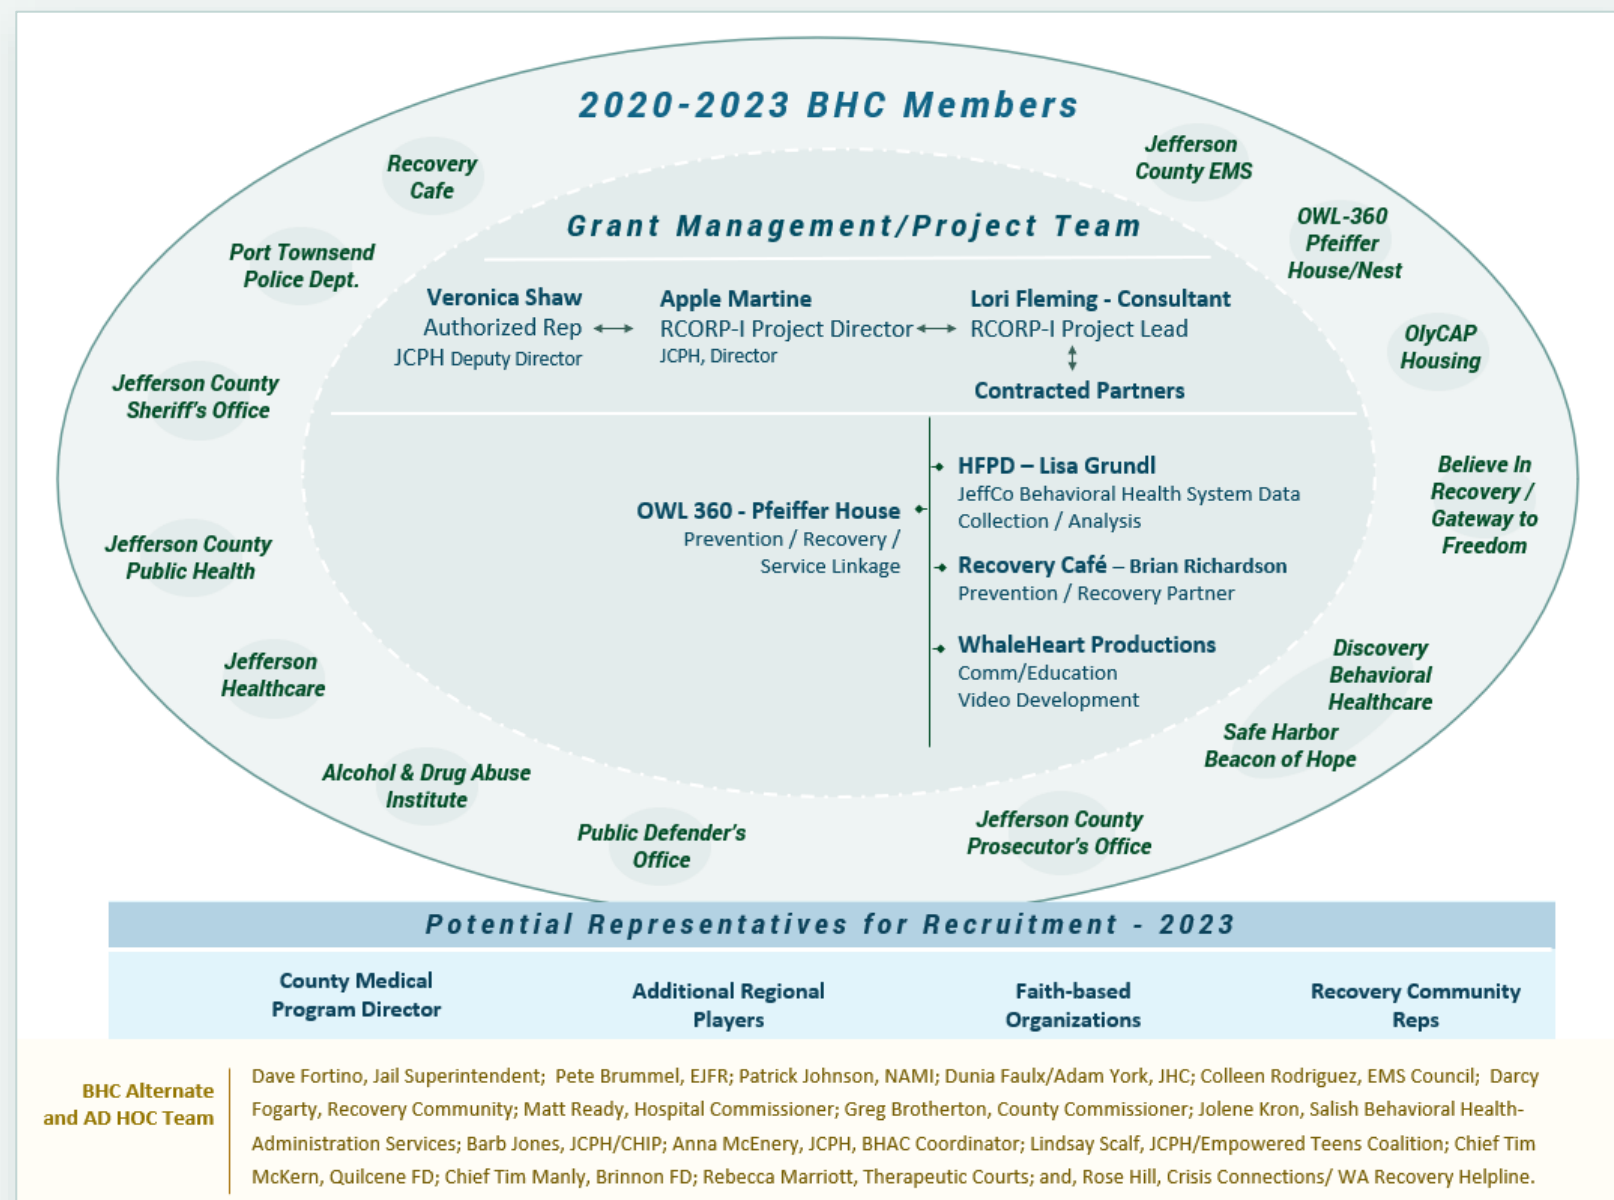 2020-2023 BHC Members
Recovery
Cafe
Port Townsend
Police Dept.
Jefferson County
Sheriff's Office
Jefferson County
Public Health
Jefferson
Healthcare
Alcohol & Drug Abuse
Institute
Public Defender's
Office
Jefferson County
Prosecutor's Office
Safe Harbor
Beacon of Hope
Discovery
Behavioral
Healthcare
Believe In
Recovery /
Gateway to
Freedom
OlyCAP
Housing
OWL-360
Pfeiffer
House/Nest
Jefferson
County EMS
Grant Management/Project Team
Veronica Shaw
Authorized Rep
JCPH Deputy Director
Apple Martine
RCORP-I Project Director
JCPH, Director
Lori Fleming - Consultant
RCORP-I Project Lead
Contracted Partners
OWL 360 - Pfeiffer House
Prevention / Recovery /
Service Linkage
HFPD – Lisa Grundl
JeffCo Behavioral Health System Data
Collection / Analysis
Recovery Café – Brian Richardson
Prevention / Recovery Partner
WhaleHeart Productions
Comm/Education
Video Development
Potential Representatives for Recruitment - 2023
County Medical
Program Director
Additional Regional
Players
Faith-based
Organizations
Recovery Community
Reps
BHC Alternate
and AD HOC Team
Dave Fortino, Jail Superintendent;  Pete Brummel, EJFR; Patrick Johnson, NAMI; Dunia Faulx/Adam York, JHC; Colleen Rodriguez, EMS Council;  Darcy
Fogarty, Recovery Community; Matt Ready, Hospital Commissioner; Greg Brotherton, County Commissioner; Jolene Kron, Salish Behavioral Health-
Administration Services; Barb Jones, JCPH/CHIP; Anna McEnery, JCPH, BHAC Coordinator; Lindsay Scalf, JCPH/Empowered Teens Coalition; Chief Tim
McKern, Quilcene FD; Chief Tim Manly, Brinnon FD; Rebecca Marriott, Therapeutic Courts; and, Rose Hill, Crisis Connections/ WA Recovery Helpline.